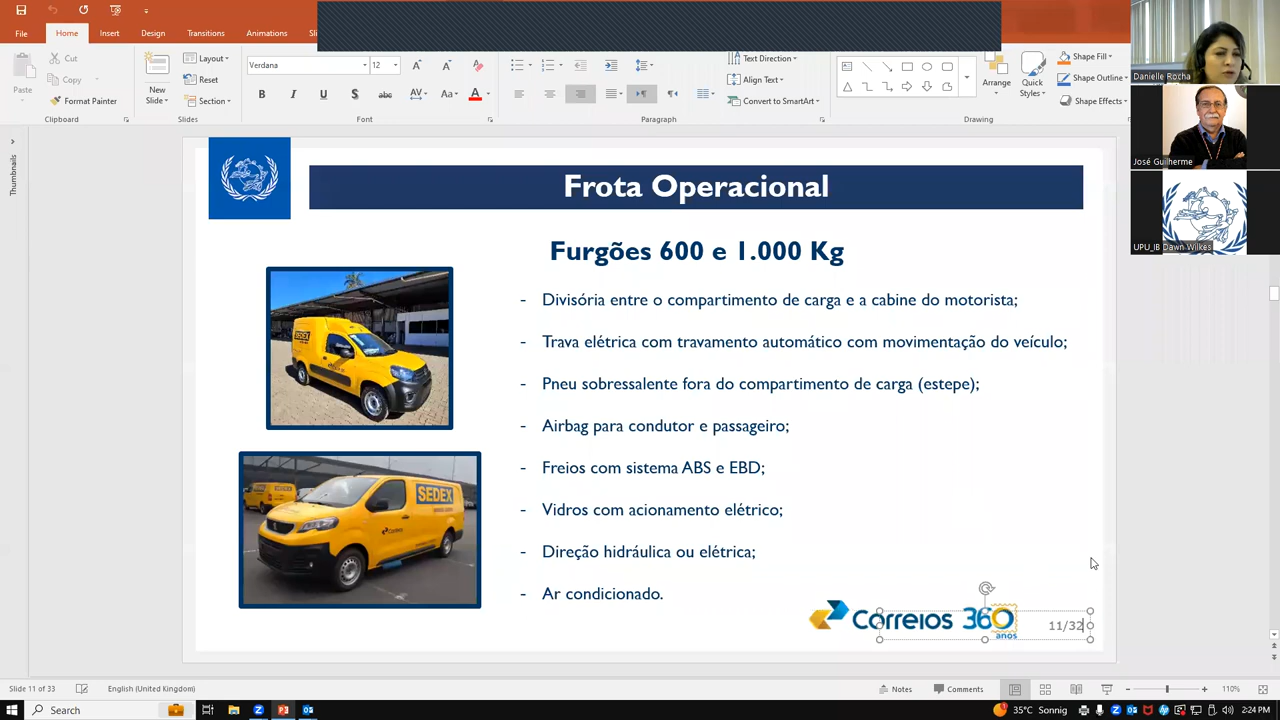 File
Home
Insert
Design
Transitions
Animations
Paste
Cut
Copy
Format Painter
Clipboard
New Slide
Layout
Reset
Section
Slides
Verdana
12
Font
Text Direction
Align Text
Convert to SmartArt
Paragraph
Arrange
Quick Styles
Shape Fill
Shape Outline
Shape Effects
Drawing
Danielle Rocha
José Guilherme
UPU_IB Dawn Wilkes
Thumbnails
Frota Operacional
Furgões 600 e 1.000 Kg
- Divisória entre o compartimento de carga e a cabine do motorista;
- Trava elétrica com travamento automático com movimentação do veículo;
- Pneu sobressalente fora do compartimento de carga (estepe);
- Airbag para condutor e passageiro;
- Freios com sistema ABS e EBD;
- Vidros com acionamento elétrico;
- Direção hidráulica ou elétrica;
- Ar condicionado.
SEDEX
SEDEX
Correios
Correios 360 anos
11/32
Slide 11 of 33
English (United Kingdom)
Notes
Comments
110%
Search
35°C Sonnig
2:24 PM